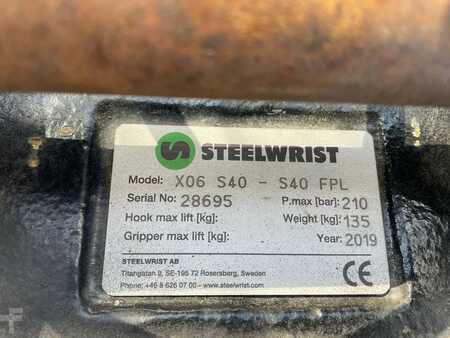 STEELWRIST
Model: X06 S40 - S40 FPL
Serial No: 28695 P.max [bar]: 210
Hook max lift [kg]: Weight [kg]: 135
Gripper max lift [kg]: Year: 2019
STEELWRIST AB
Titangatan 9, SE-195 72 Rosersberg, Sweden
Phone: +46 8 626 07 00 - www.steelwrist.com
CE